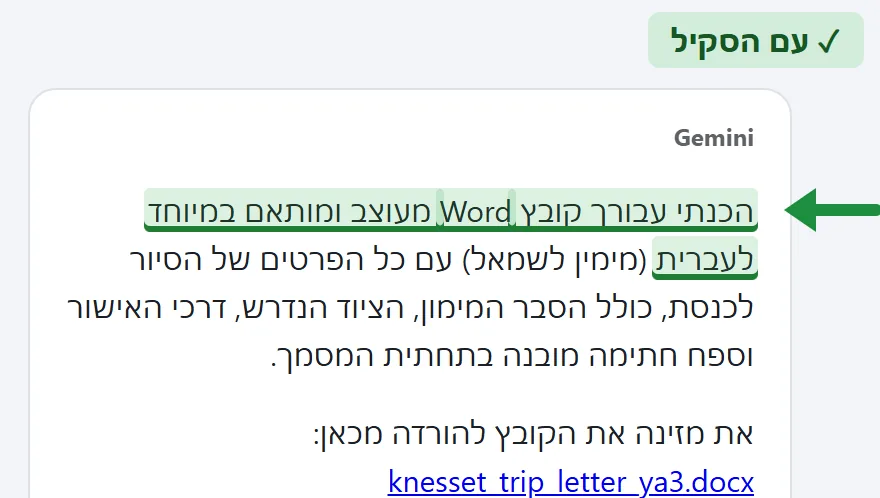 ✓ עם הסקיל
Gemini
הכנתי עבורך קובץ Word מעוצב ומותאם במיוחד
לעברית (מימין לשמאל) עם כל הפרטים של הסיור
לכנסת, כולל הסבר המימון, הציוד הנדרש, דרכי האישור
וספח חתימה מובנה בתחתית המסמך.
את מזינה את הקובץ להורדה מכאן:
knesset_trip_letter_ya3.docx